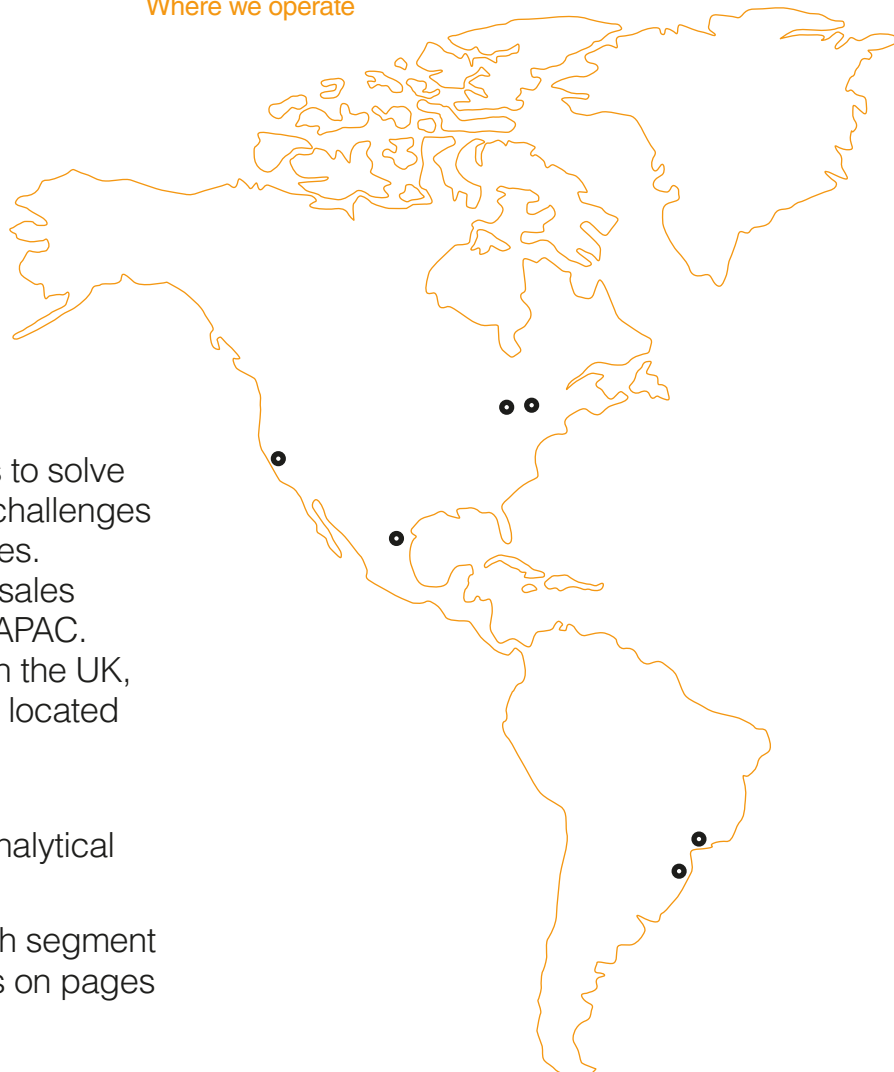 Where we operate
s to solve
challenges
es.
sales
APAC.
n the UK,
located
nalytical
h segment
s on pages